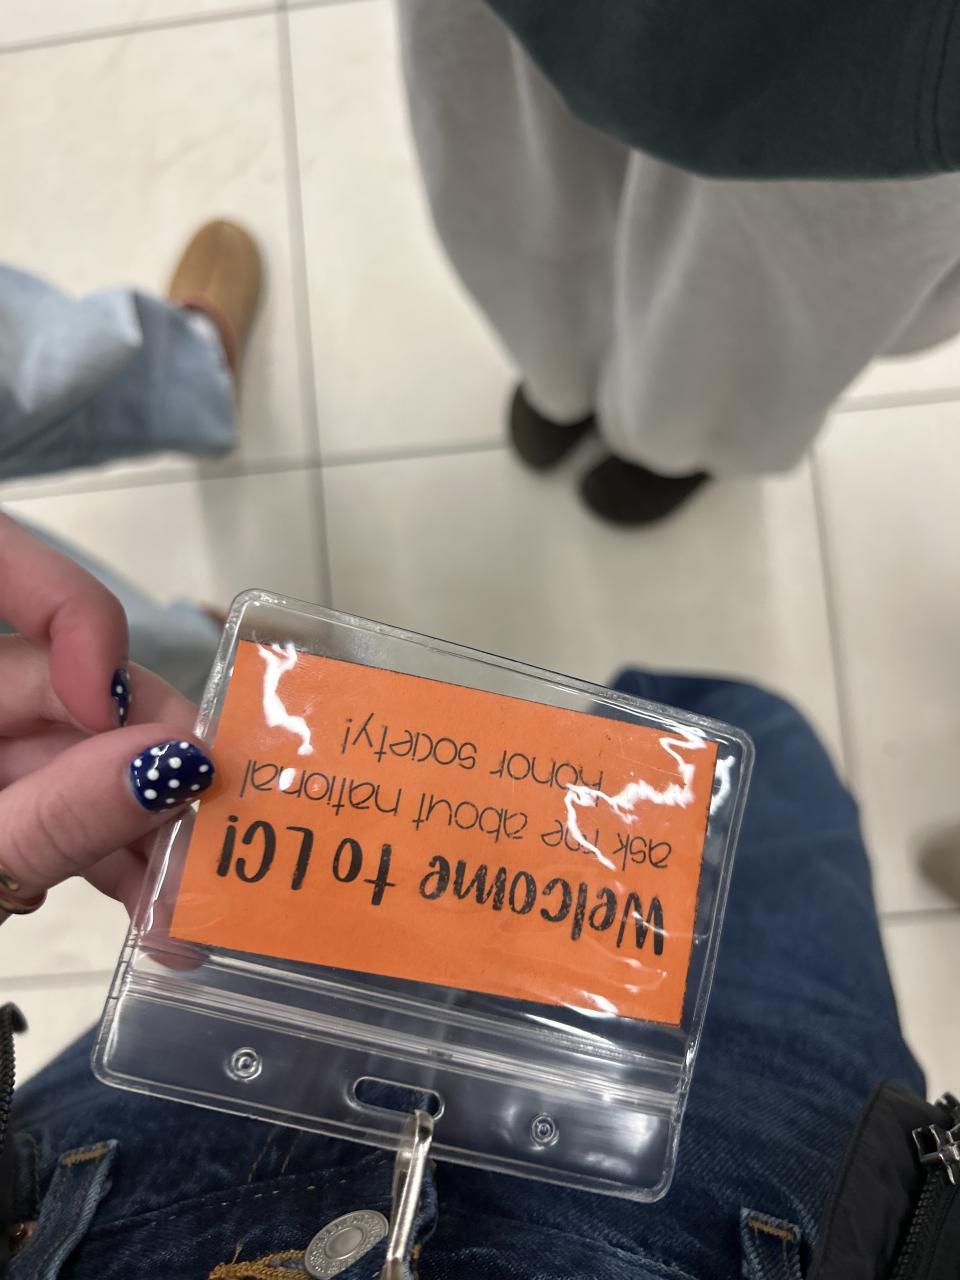 Welcome to LC!
ask me about national
honor society!